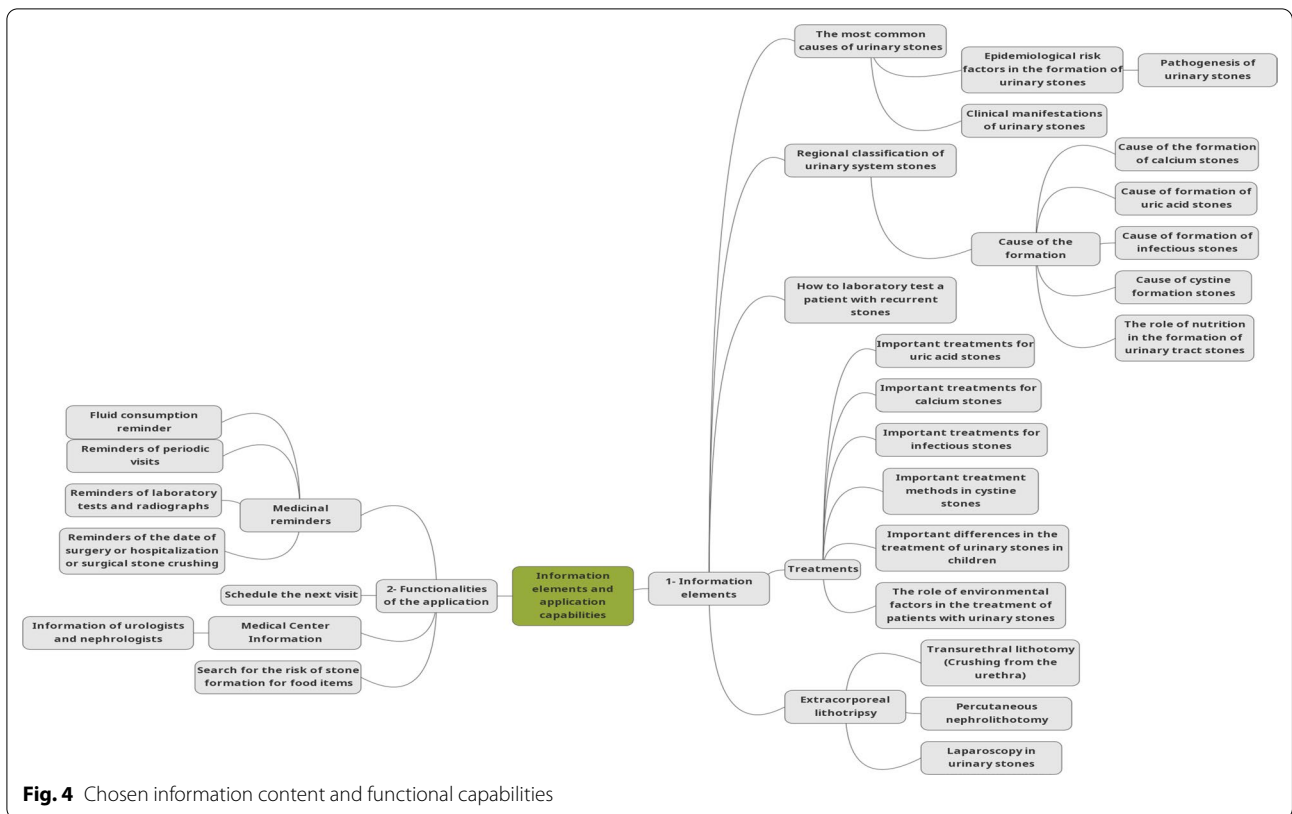 The most common
causes of urinary stones
Epidemiological risk
factors in the formation of
urinary stones
Pathogenesis of
urinary stones
Clinical manifestations
of urinary stones
Regional classification of
urinary system stones
Cause of the formation
of calcium stones
Cause of formation of
uric acid stones
Cause of the
formation
Cause of formation of
infectious stones
Cause of cystine
formation stones
The role of nutrition
in the formation of
urinary tract stones
How to laboratory test a
patient with recurrent
stones
Important treatments for
uric acid stones
Important treatments for
calcium stones
Important treatments for
infectious stones
Important treatment
methods in cystine
stones
Important differences in the
treatment of urinary stones in
children
Treatments
The role of environmental
factors in the treatment of
patients with urinary stones
Transurethral lithotomy
(Crushing from the
urethra)
Extracorporeal
lithotripsy
Percutaneous
nephrolithotomy
Laparoscopy in
urinary stones
1- Information
elements
Information
elements and
application
capabilities
2- Functionalities
of the application
Fluid consumption
reminder
Reminders of periodic
visits
Reminders of laboratory
tests and radiographs
Medicinal
reminders
Reminders of the date of
surgery or hospitalization
or surgical stone crushing
Schedule the next visit
Information of urologists
and nephrologists
Medical Center
Information
Search for the risk of stone
formation for food items
Fig. 4 Chosen information content and functional capabilities